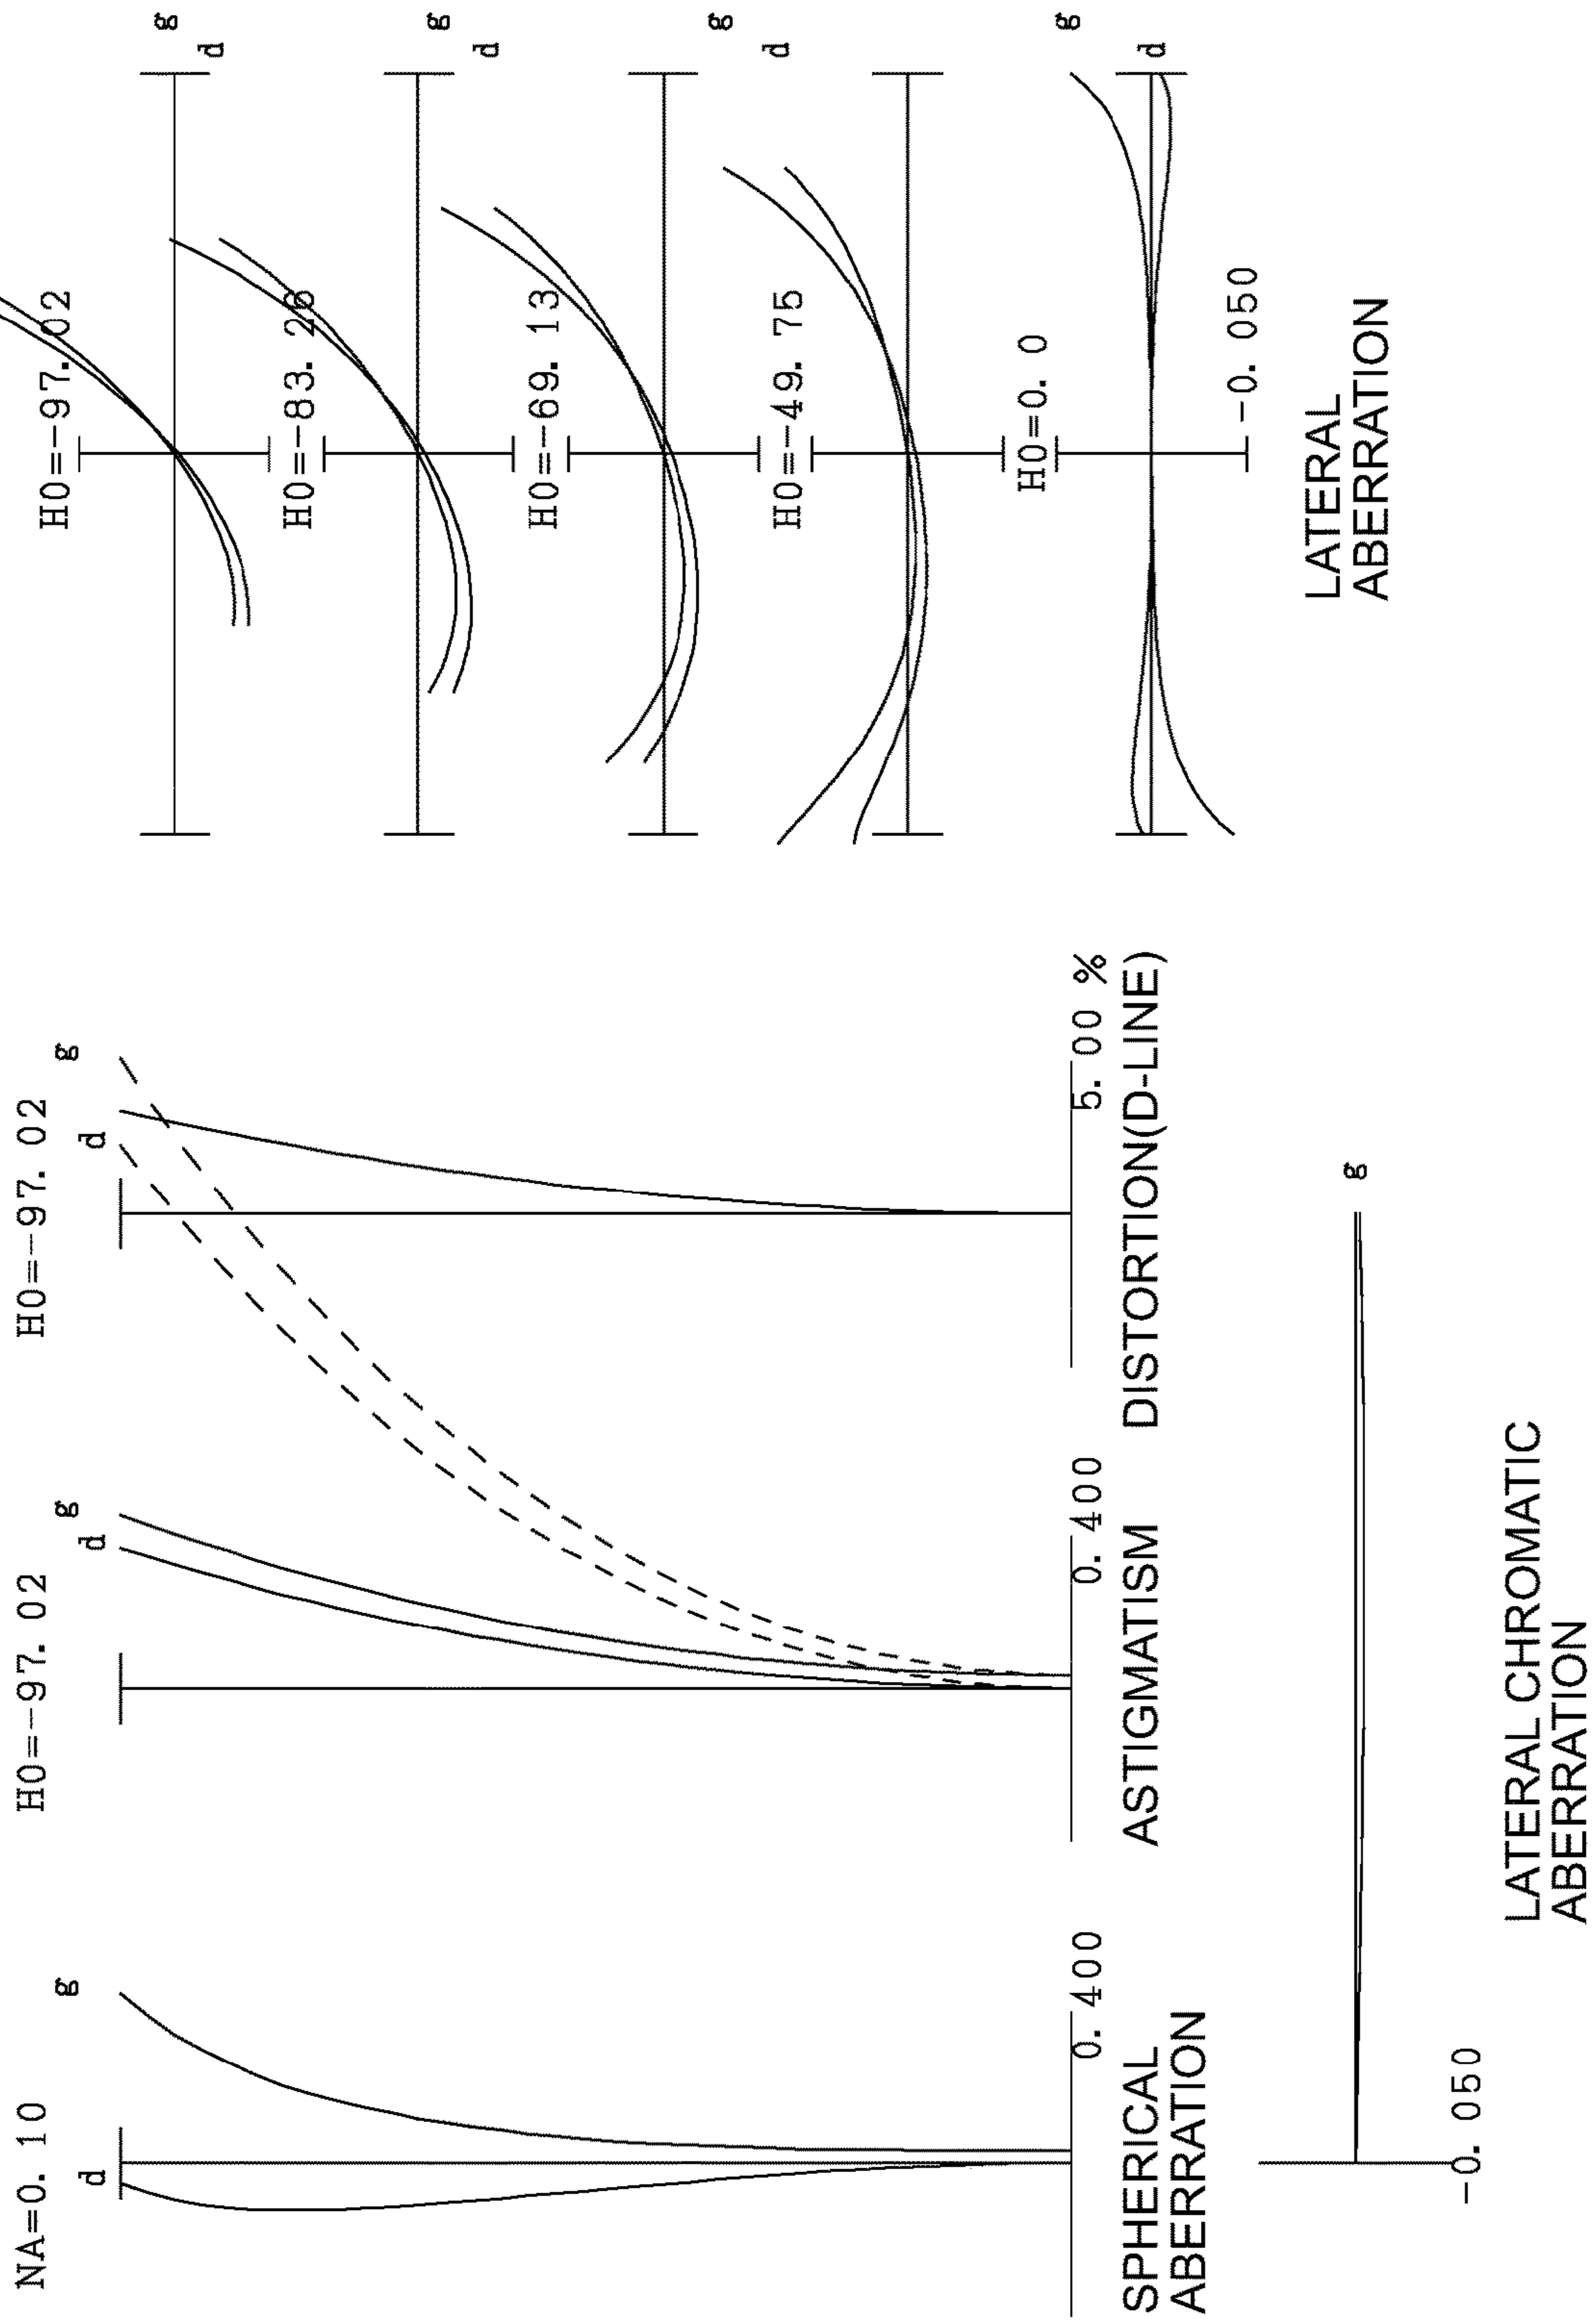 NA=0. 10
d
g
0. 400
SPHERICAL
ABERRATION
H0=-97. 02
d
g
0. 400
ASTIGMATISM
H0=-97. 02
d
g
5. 00 %
DISTORTION(D-LINE)
-0. 050
g
LATERAL CHROMATIC
ABERRATION
H0=-97. 02
g
d
H0=-83. 26
g
d
H0=-69. 13
g
d
H0=-49. 75
g
d
H0=0. 0
-0. 050
LATERAL
ABERRATION